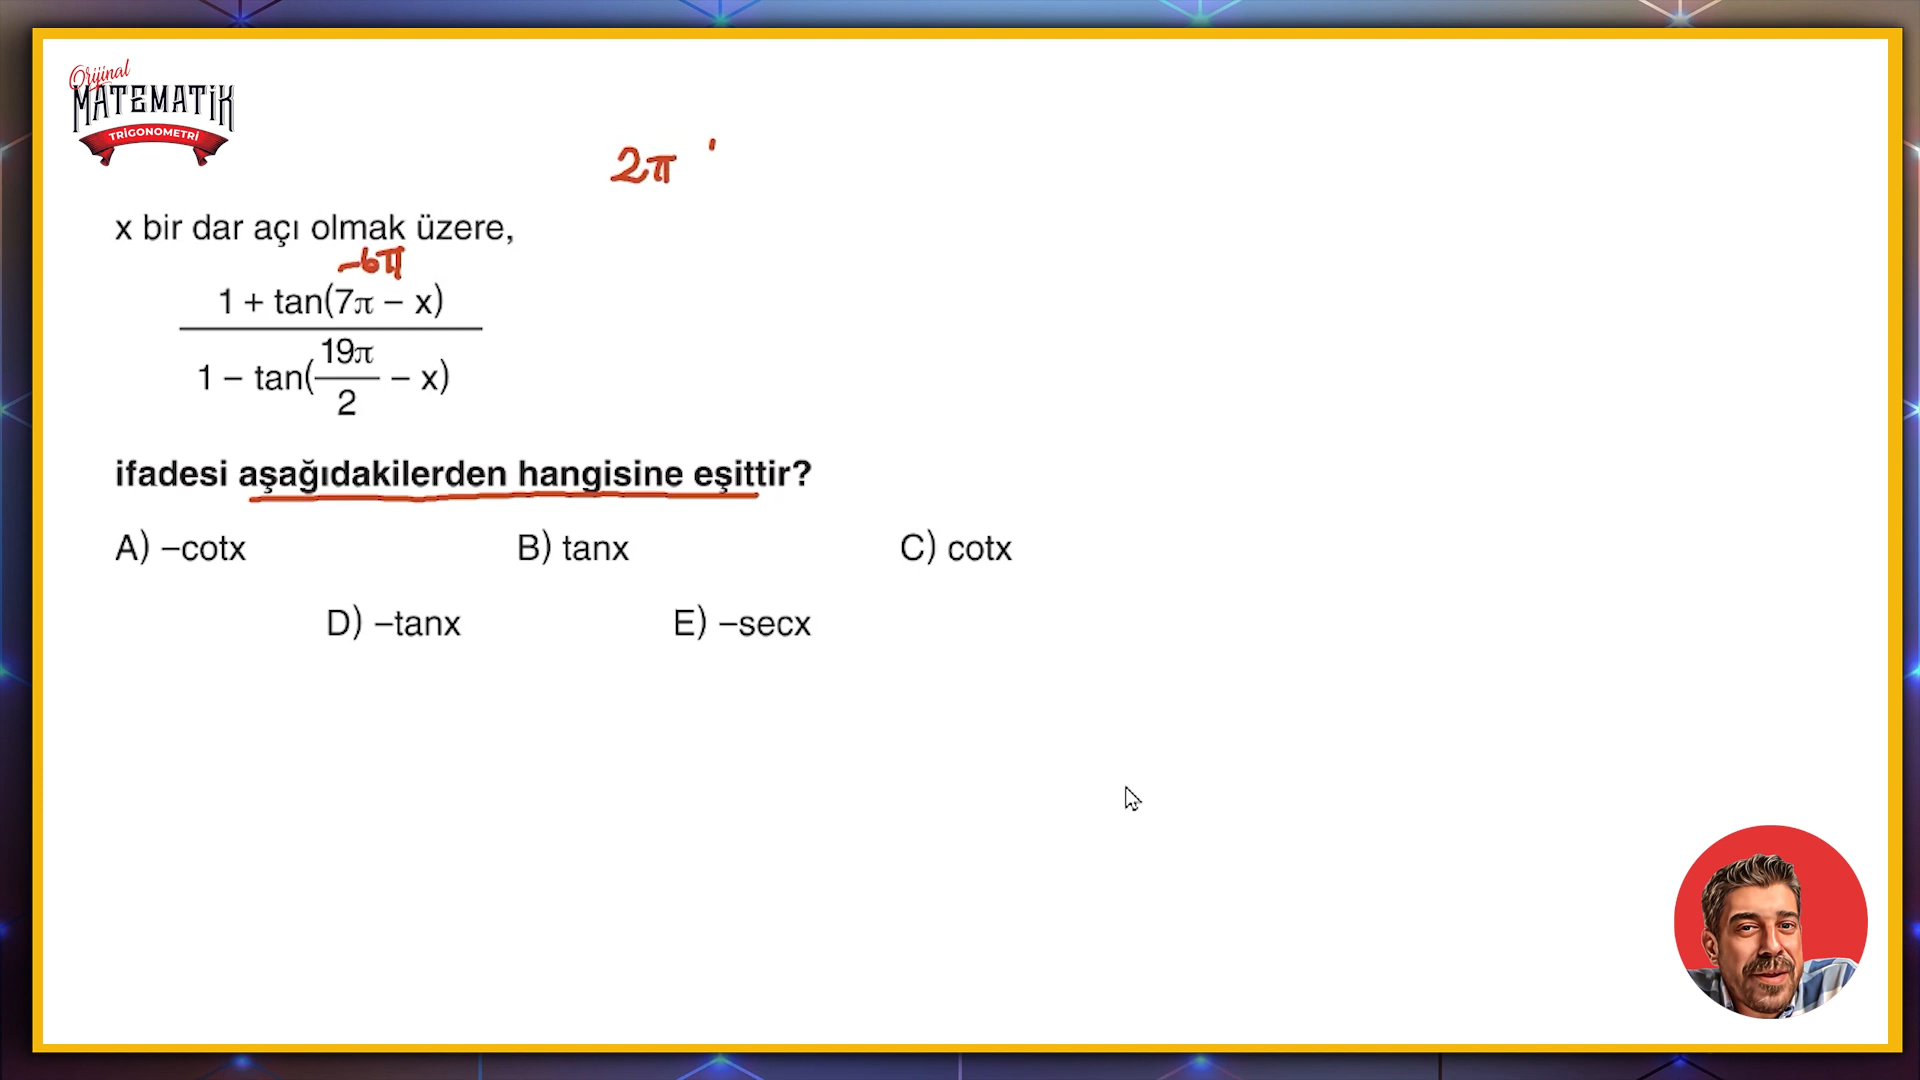 Orijinal
MATEMATİK
TRİGONOMETRİ
2π '
x bir dar açı olmak üzere,
-6π
1 + tan(7π – x)
1 – tan(19π/2 – x)
ifadesi aşağıdakilerden hangisine eşittir?
A) –cotx B) tanx C) cotx
D) –tanx E) –secx